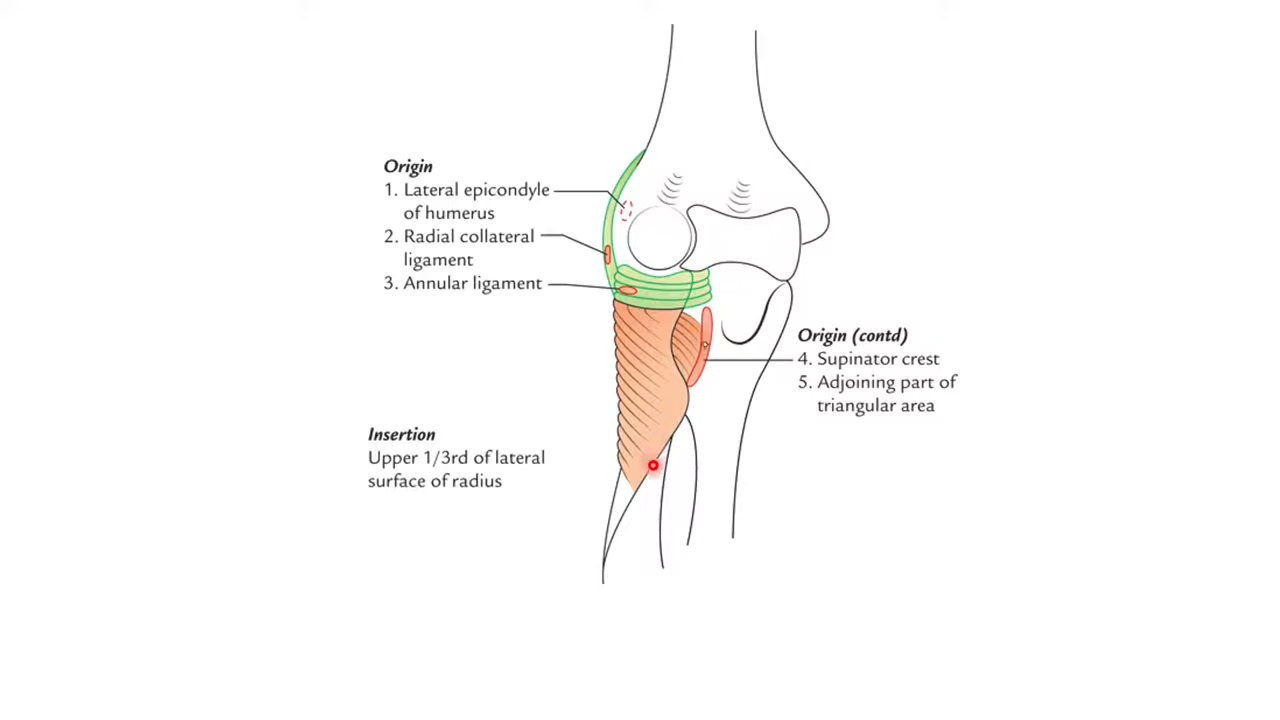 Origin
1. Lateral epicondyle
of humerus
2. Radial collateral
ligament
3. Annular ligament
Origin (contd)
4. Supinator crest
5. Adjoining part of
triangular area
Insertion
Upper 1/3rd of lateral
surface of radius